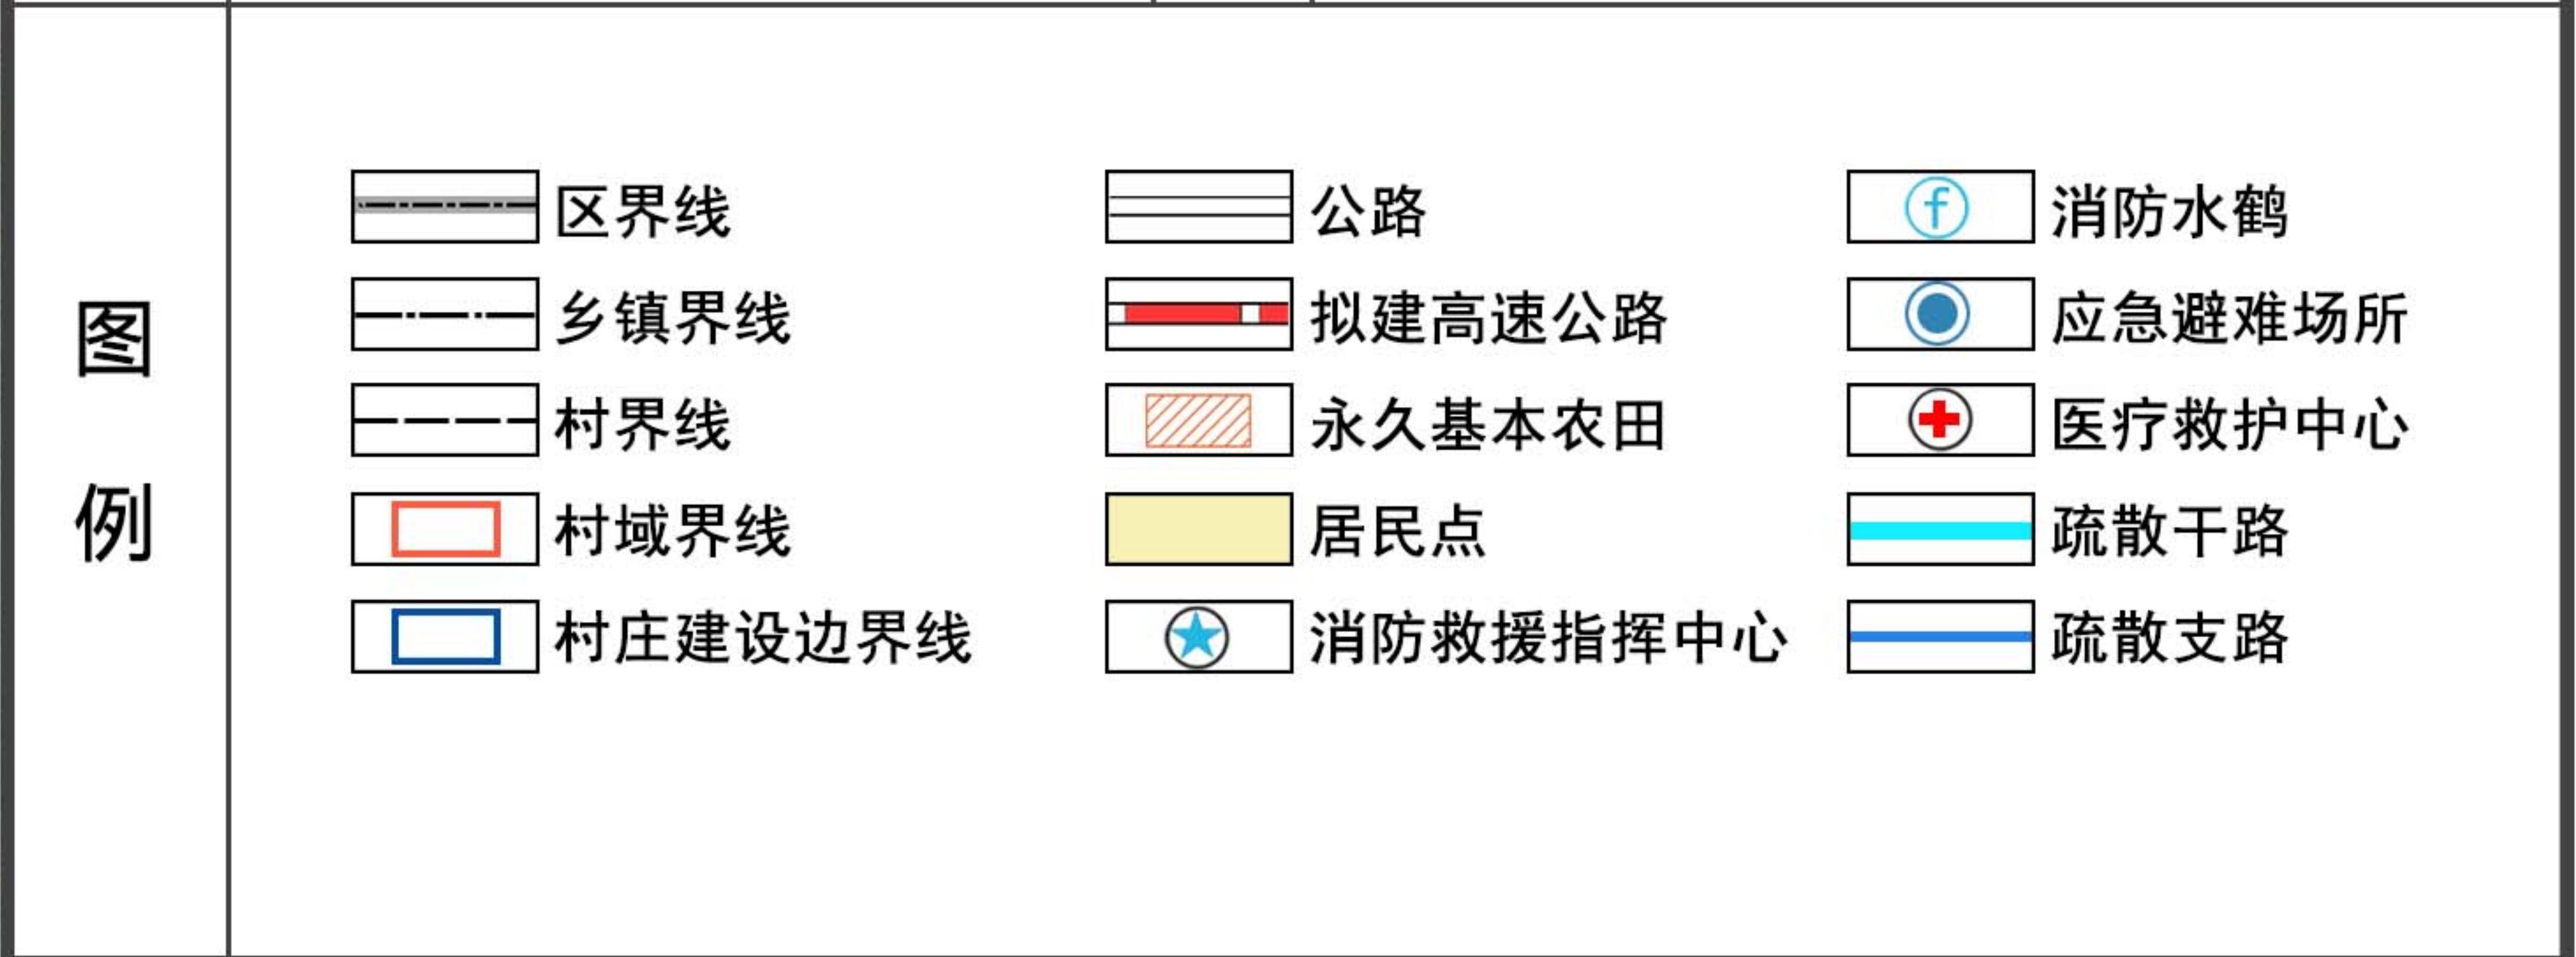 图
例
区界线
乡镇界线
村界线
村域界线
村庄建设边界线
公路
拟建高速公路
永久基本农田
居民点
消防救援指挥中心
f
消防水鹤
应急避难场所
医疗救护中心
疏散干路
疏散支路